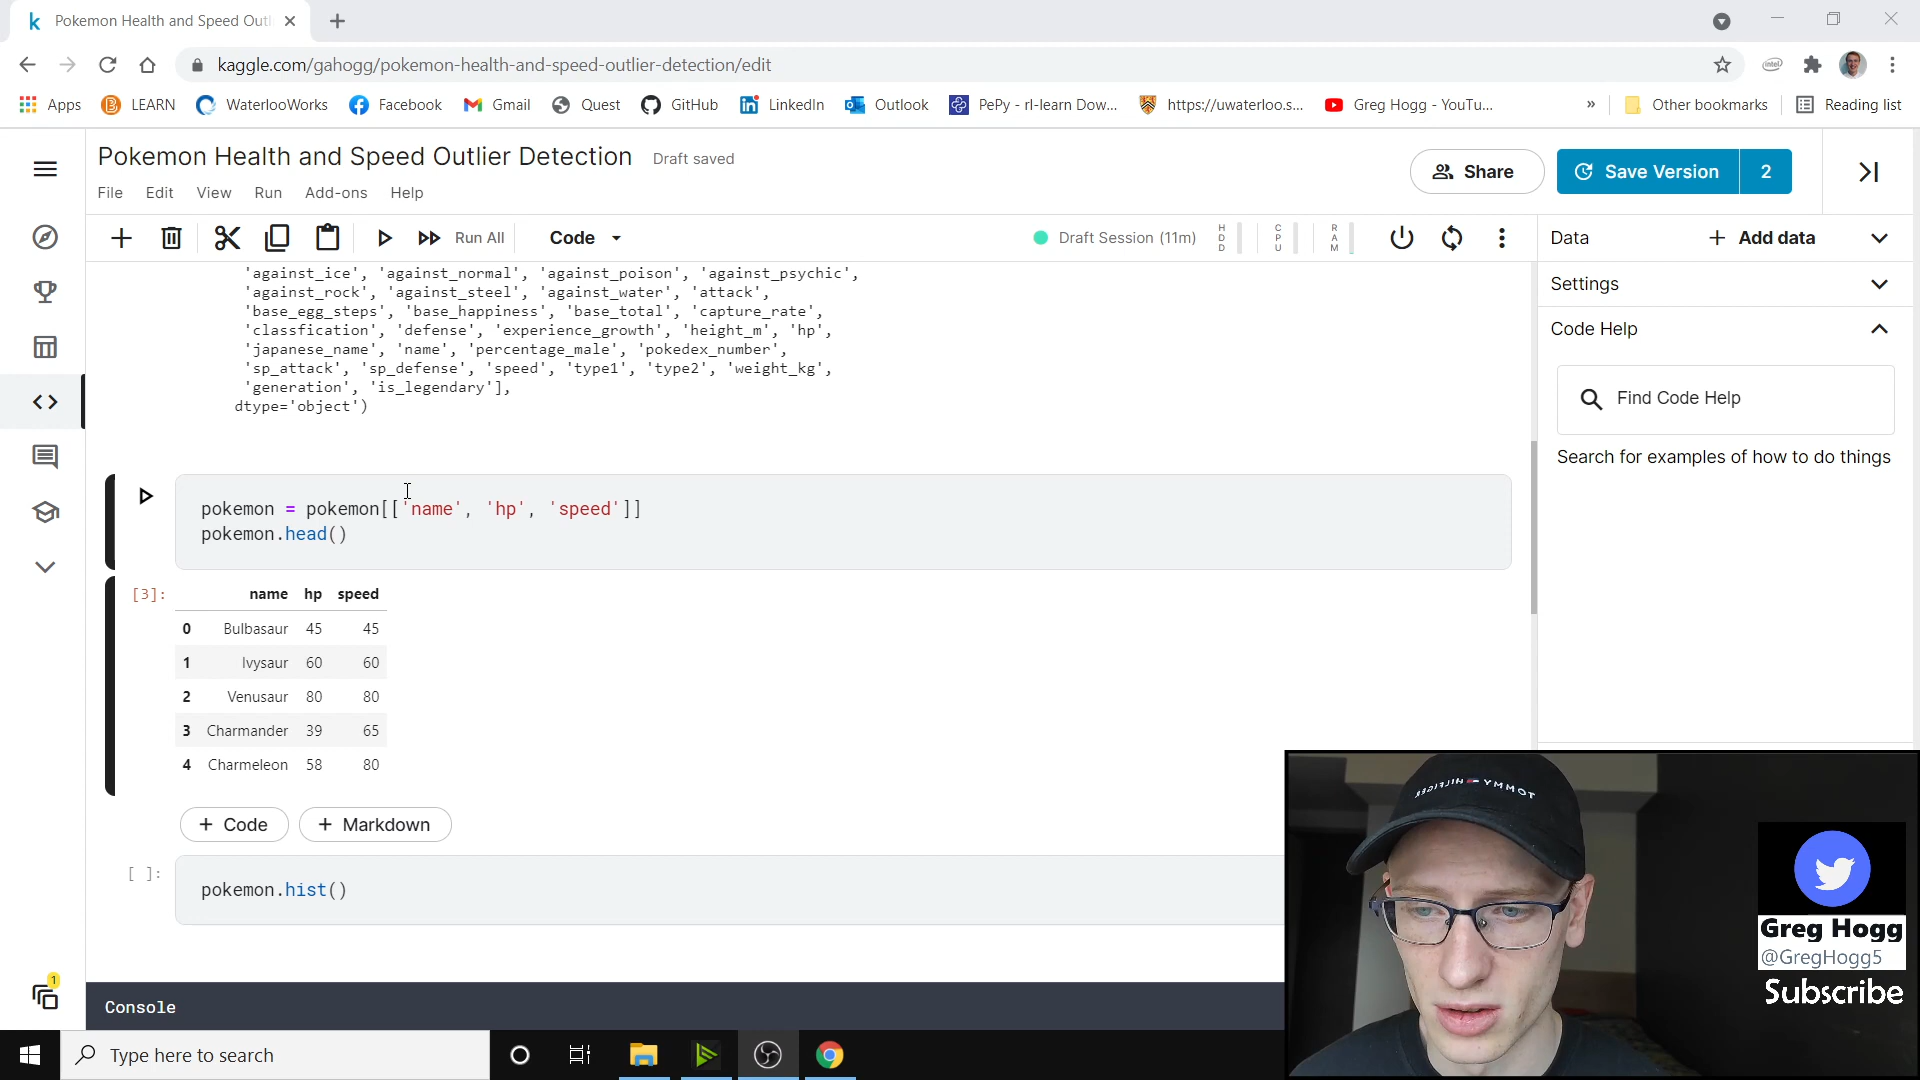 Pokemon Health and Speed Outl
kaggle.com/gahogg/pokemon-health-and-speed-outlier-detection/edit
Apps LEARN WaterlooWorks Facebook Gmail Quest GitHub LinkedIn Outlook PePy - rl-learn Dow... https://uwaterloo.s... Greg Hogg - YouTu... » Other bookmarks Reading list
Pokemon Health and Speed Outlier Detection Draft saved
Share
Save Version 2
File Edit View Run Add-ons Help
Run All Code
Draft Session (11m) HDD CPU RAM
Data + Add data
Settings
Code Help
Find Code Help
Search for examples of how to do things
'against_ice', 'against_normal', 'against_poison', 'against_psychic',
'against_rock', 'against_steel', 'against_water', 'attack',
'base_egg_steps', 'base_happiness', 'base_total', 'capture_rate',
'classfication', 'defense', 'experience_growth', 'height_m', 'hp',
'japanese_name', 'name', 'percentage_male', 'pokedex_number',
'sp_attack', 'sp_defense', 'speed', 'type1', 'type2', 'weight_kg',
'generation', 'is_legendary'],
dtype='object')
pokemon = pokemon[['name', 'hp', 'speed']]
pokemon.head()
[3]: name hp speed
0 Bulbasaur 45 45
1 Ivysaur 60 60
2 Venusaur 80 80
3 Charmander 39 65
4 Charmeleon 58 80
+ Code + Markdown
[ ]: pokemon.hist()
1
Console
TOMMY HILFIGER
Greg Hogg
@GregHogg5
Subscribe
Type here to search